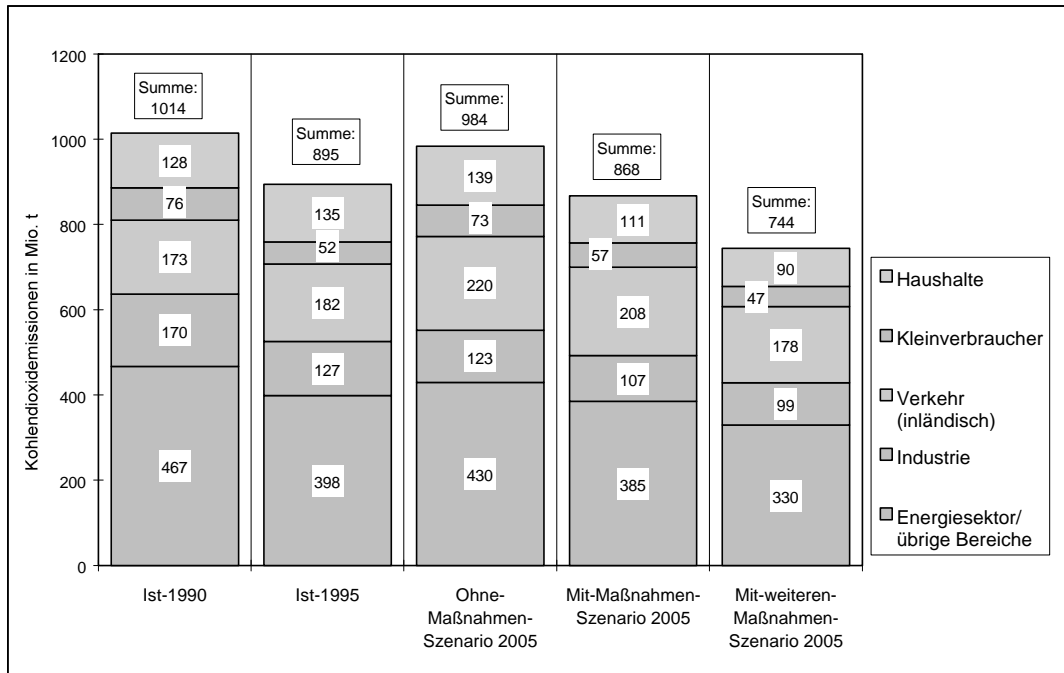 Kohlendioxidemissionen in Mio. t
1200
1000
800
600
400
200
0
Summe:
1014
128
76
173
170
467
Ist-1990
Summe:
895
135
52
182
127
398
Ist-1995
Summe:
984
139
73
220
123
430
Ohne-
Maßnahmen-
Szenario 2005
Summe:
868
111
57
208
107
385
Mit-Maßnahmen-
Szenario 2005
Summe:
744
90
47
178
99
330
Mit-weiteren-
Maßnahmen-
Szenario 2005
Haushalte
Kleinverbraucher
Verkehr
(inländisch)
Industrie
Energiesektor/
übrige Bereiche